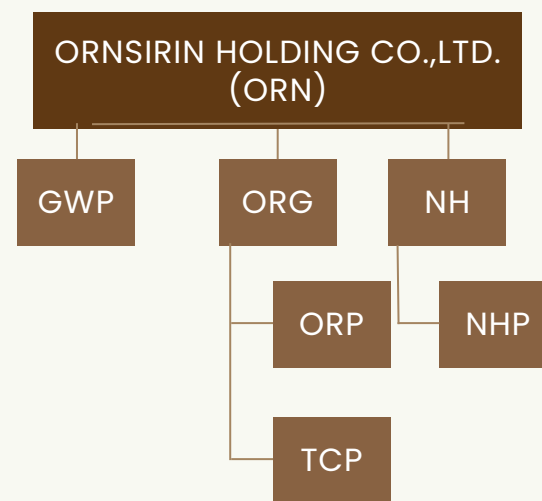 ORNSIRIN HOLDING CO.,LTD.
(ORN)
GWP
ORG
NH
ORP
NHP
TCP